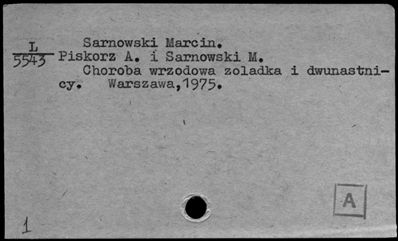 L
5543
Sarnowski Marcin.
Piskorz A. i Sarnowski M.
Choroba wrzodowa zoladka i dwunastni-
cy. Warszawa,1975.
1
A